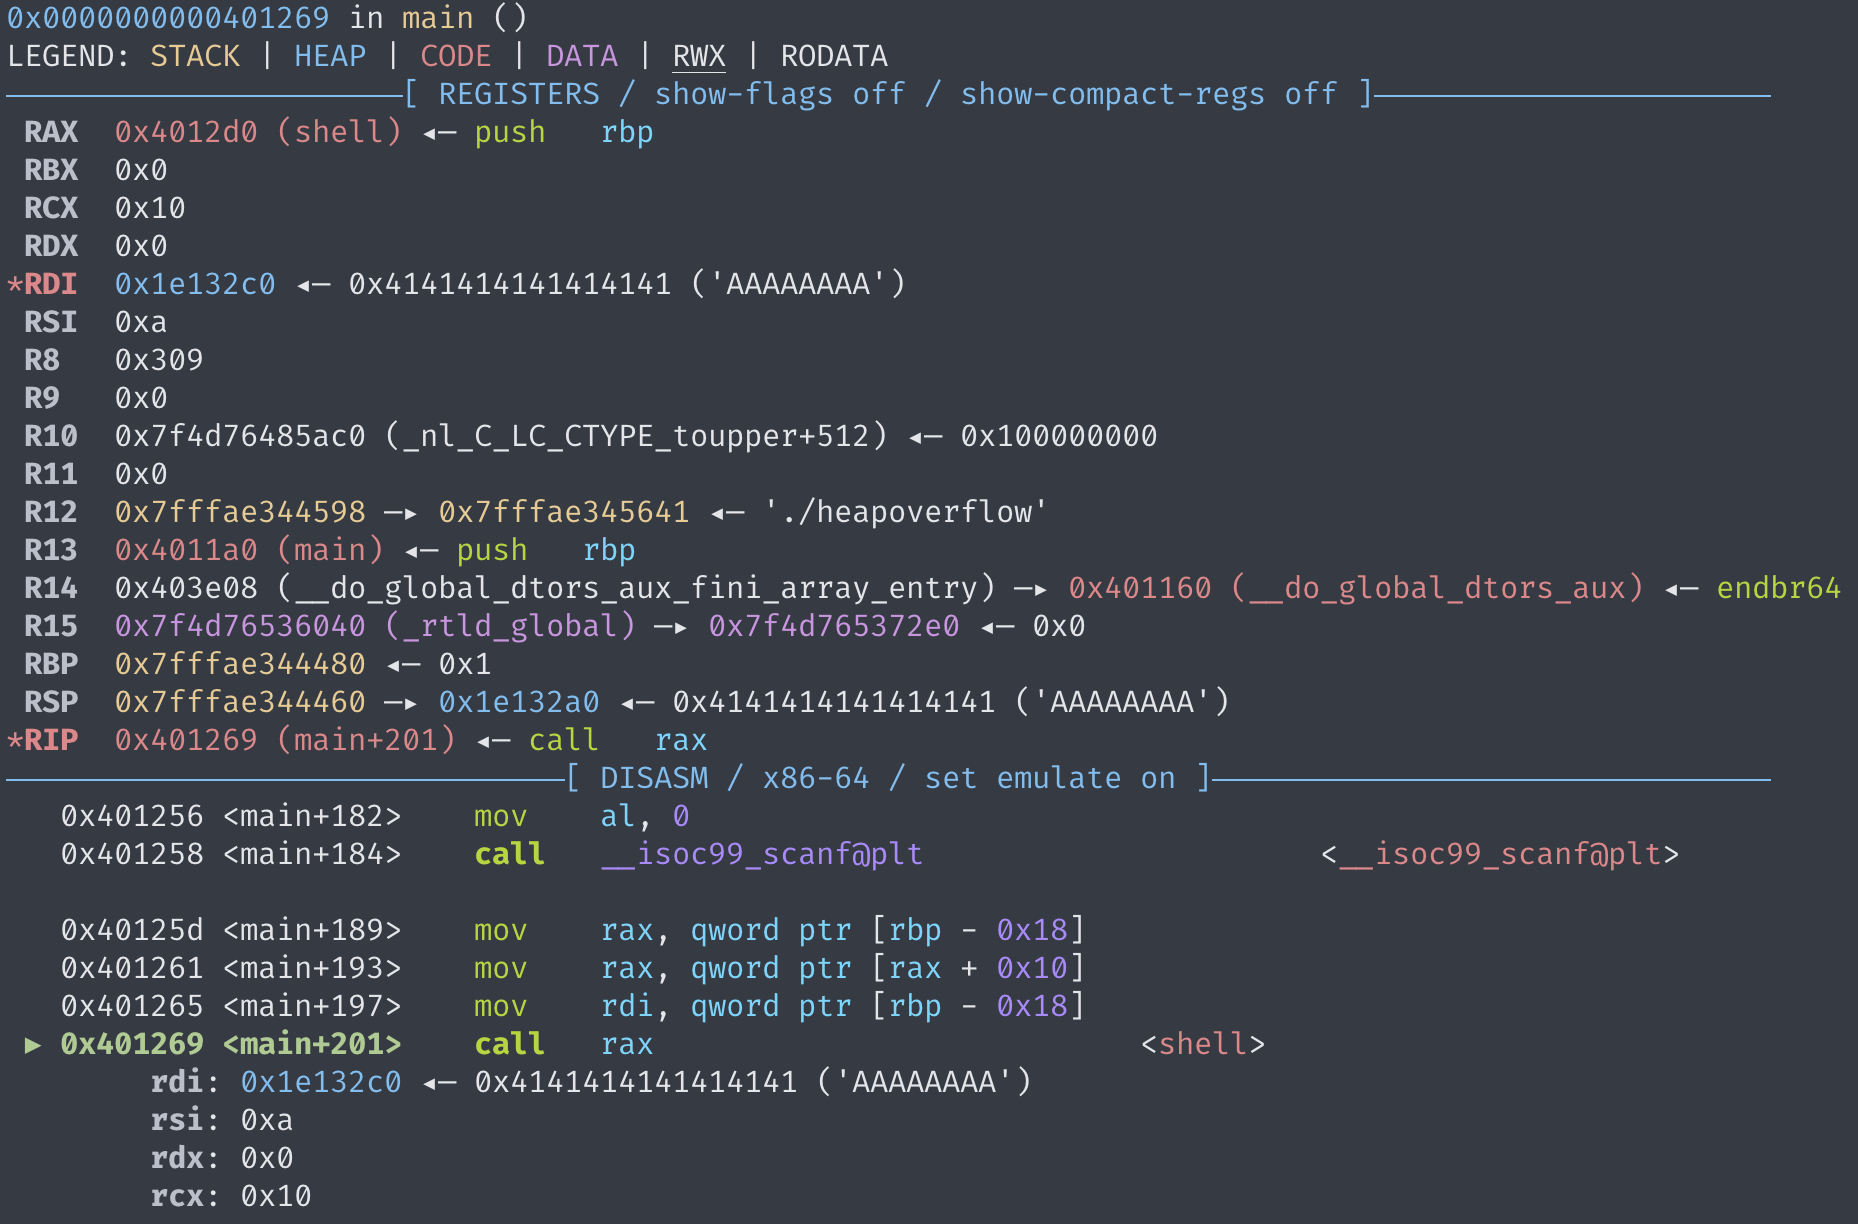 0x0000000000401269 in main ()
LEGEND: STACK | HEAP | CODE | DATA | RWX | RODATA
[ REGISTERS / show-flags off / show-compact-regs off ]
RAX 0x4012d0 (shell) ◂— push rbp
RBX 0x0
RCX 0x10
RDX 0x0
*RDI 0x1e132c0 ◂— 0x4141414141414141 ('AAAAAAAA')
RSI 0xa
R8 0x309
R9 0x0
R10 0x7f4d76485ac0 (_nl_C_LC_CTYPE_toupper+512) ◂— 0x100000000
R11 0x0
R12 0x7fffae344598 —▸ 0x7fffae345641 ◂— './heapoverflow'
R13 0x4011a0 (main) ◂— push rbp
R14 0x403e08 (__do_global_dtors_aux_fini_array_entry) —▸ 0x401160 (__do_global_dtors_aux) ◂— endbr64
R15 0x7f4d76536040 (_rtld_global) —▸ 0x7f4d765372e0 ◂— 0x0
RBP 0x7fffae344480 ◂— 0x1
RSP 0x7fffae344460 —▸ 0x1e132a0 ◂— 0x4141414141414141 ('AAAAAAAA')
*RIP 0x401269 (main+201) ◂— call rax
[ DISASM / x86-64 / set emulate on ]
0x401256 <main+182> mov al, 0
0x401258 <main+184> call __isoc99_scanf@plt <__isoc99_scanf@plt>
0x40125d <main+189> mov rax, qword ptr [rbp - 0x18]
0x401261 <main+193> mov rax, qword ptr [rax + 0x10]
0x401265 <main+197> mov rdi, qword ptr [rbp - 0x18]
► 0x401269 <main+201> call rax <shell>
rdi: 0x1e132c0 ◂— 0x4141414141414141 ('AAAAAAAA')
rsi: 0xa
rdx: 0x0
rcx: 0x10